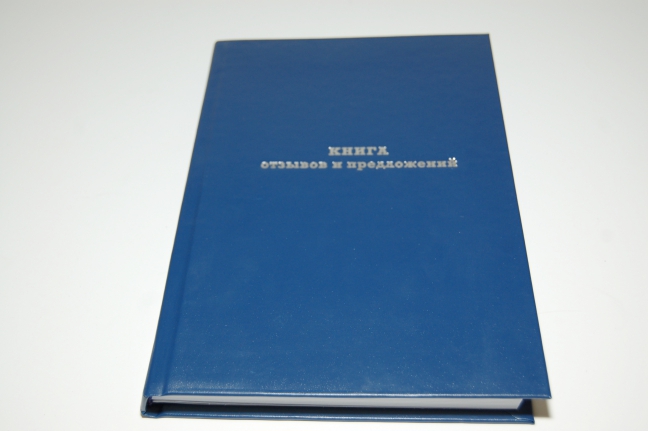 КНИГА
отзывов и предложений